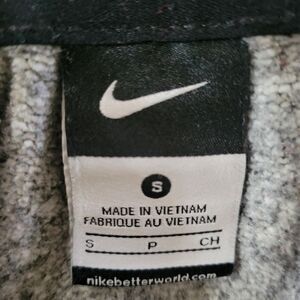 S
MADE IN VIETNAM
FABRIQUE AU VIETNAM
S P CH
nikebetterworld.com